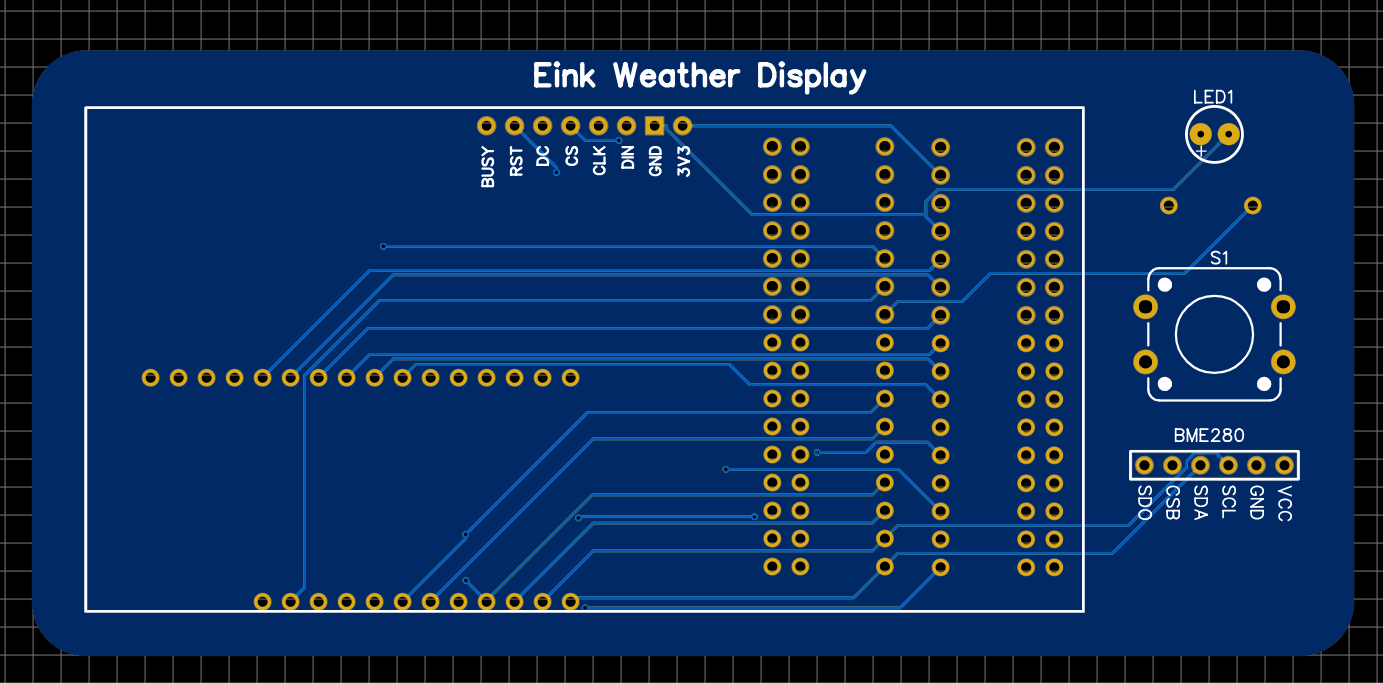 Eink Weather Display
LED1
+
BUSY
RST
DC
CS
CLK
DIN
GND
3V3
S1
BME280
SDO
CSB
SDA
SCL
GND
VCC